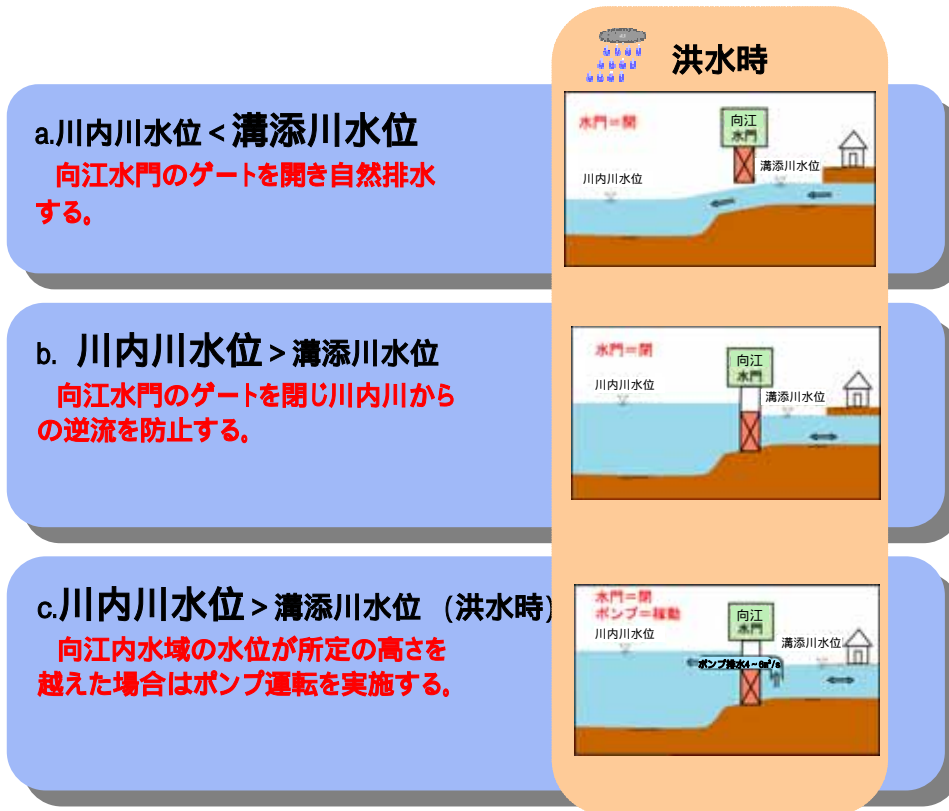 洪水時
a.川内川水位<溝添川水位
向江水門のゲートを開き自然排水
する。
水門=開
向江
水門
川内川水位
溝添川水位
b. 川内川水位>溝添川水位
向江水門のゲートを閉じ川内川から
の逆流を防止する。
水門=閉
向江
水門
川内川水位
溝添川水位
c.川内川水位>溝添川水位 (洪水時)
向江内水域の水位が所定の高さを
越えた場合はポンプ運転を実施する。
水門=閉
ポンプ=稼動
向江
水門
川内川水位
溝添川水位
ポンプ排水4~6m³/s